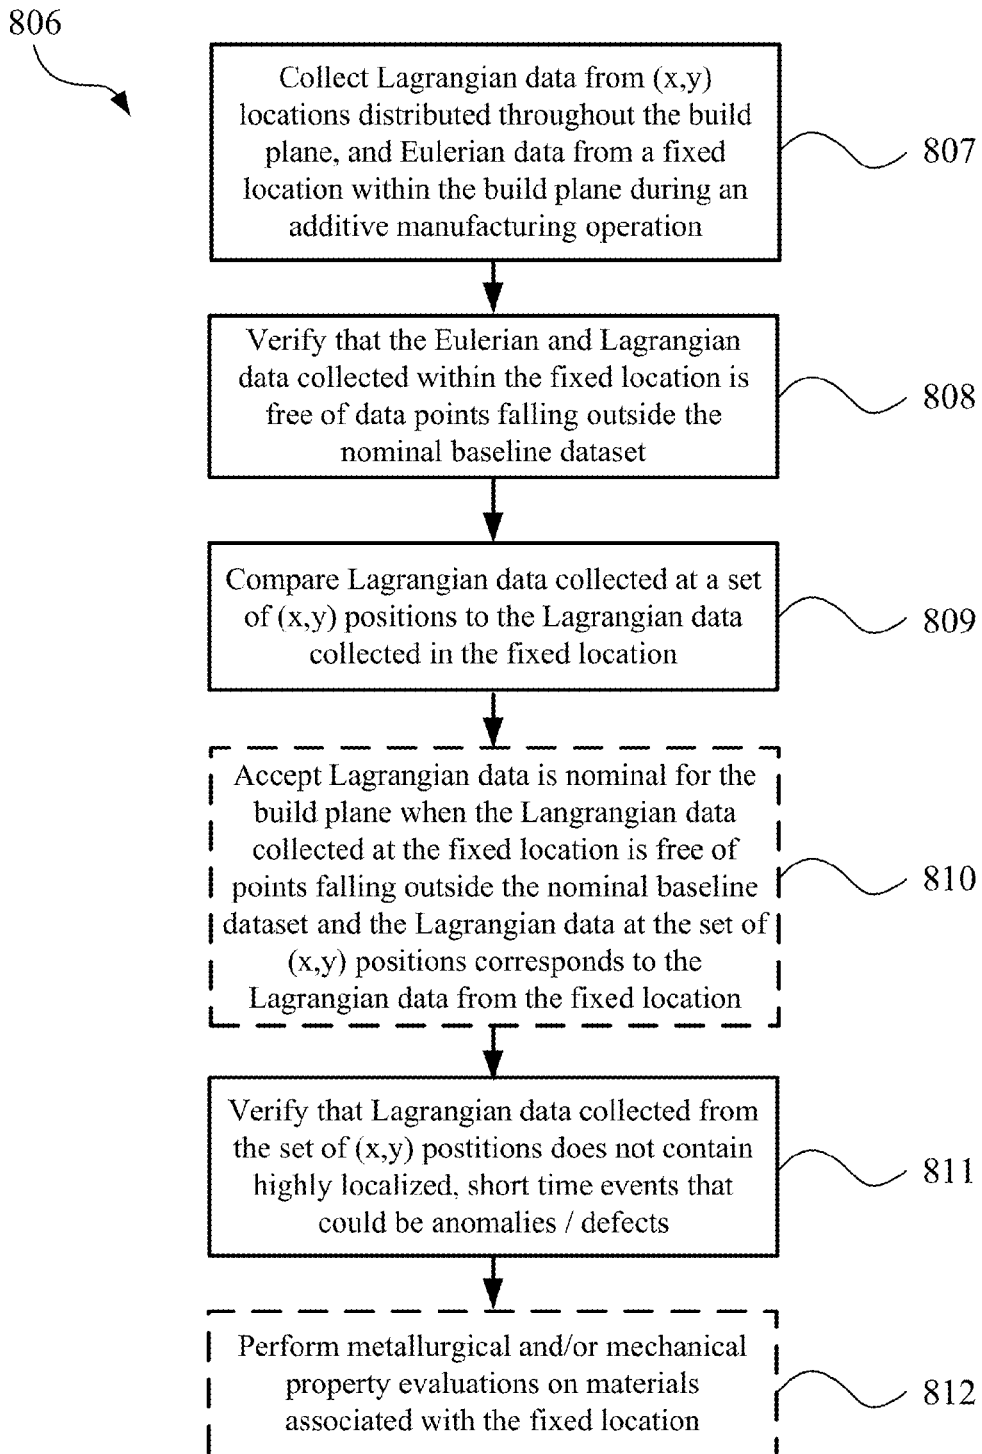 806
Collect Lagrangian data from (x,y)
locations distributed throughout the build
plane, and Eulerian data from a fixed
location within the build plane during an
additive manufacturing operation
807
Verify that the Eulerian and Lagrangian
data collected within the fixed location is
free of data points falling outside the
nominal baseline dataset
808
Compare Lagrangian data collected at a set
of (x,y) positions to the Lagrangian data
collected in the fixed location
809
Accept Lagrangian data is nominal for the
build plane when the Langrangian data
collected at the fixed location is free of
points falling outside the nominal baseline
dataset and the Lagrangian data at the set of
(x,y) positions corresponds to the
Lagrangian data from the fixed location
810
Verify that Lagrangian data collected from
the set of (x,y) postitions does not contain
highly localized, short time events that
could be anomalies / defects
811
Perform metallurgical and/or mechanical
property evaluations on materials
associated with the fixed location
812